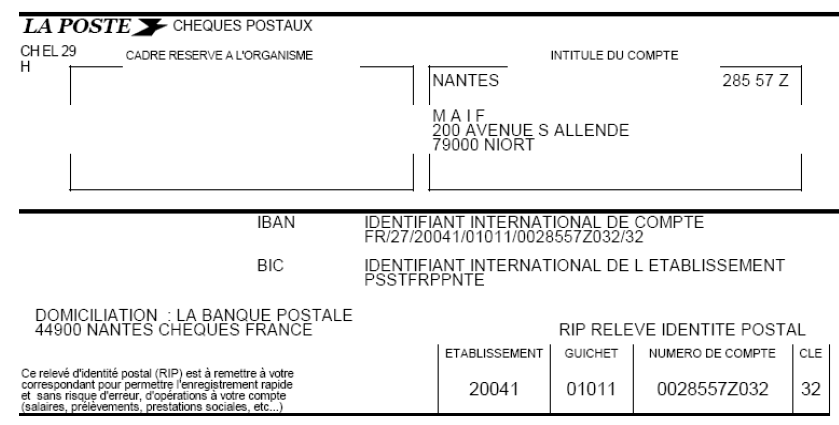 LA POSTE CHEQUES POSTAUX
CH EL 29
H
CADRE RESERVE A L'ORGANISME
INTITULE DU COMPTE
NANTES 285 57 Z
M A I F
200 AVENUE S ALLENDE
79000 NIORT
IBAN IDENTIFIANT INTERNATIONAL DE COMPTE
FR/27/20041/01011/0028557Z032/32
BIC IDENTIFIANT INTERNATIONAL DE L ETABLISSEMENT
PSSTFRPPNTE
DOMICILIATION : LA BANQUE POSTALE
44900 NANTES CHEQUES FRANCE
RIP RELEVE IDENTITE POSTAL
ETABLISSEMENT GUICHET NUMERO DE COMPTE CLE
20041 01011 0028557Z032 32
Ce relevé d'identité postal (RIP) est à remettre à votre
correspondant pour permettre l'enregistrement rapide
et sans risque d'erreur, d'opérations à votre compte
(salaires, prélèvements, prestations sociales, etc...)